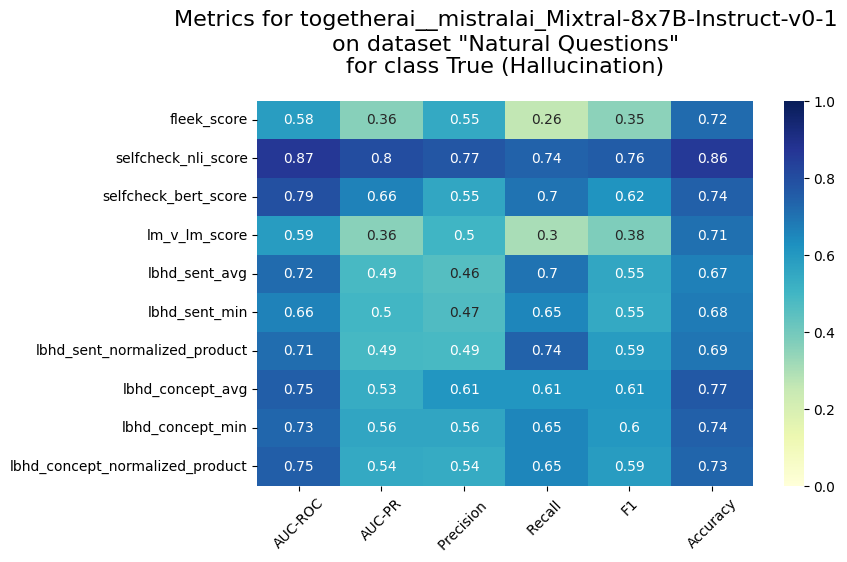 Metrics for togetherai__mistralai_Mixtral-8x7B-Instruct-v0-1
on dataset "Natural Questions"
for class True (Hallucination)
fleek_score 0.58 0.36 0.55 0.26 0.35 0.72
selfcheck_nli_score 0.87 0.8 0.77 0.74 0.76 0.86
selfcheck_bert_score 0.79 0.66 0.55 0.7 0.62 0.74
lm_v_lm_score 0.59 0.36 0.5 0.3 0.38 0.71
lbhd_sent_avg 0.72 0.49 0.46 0.7 0.55 0.67
lbhd_sent_min 0.66 0.5 0.47 0.65 0.55 0.68
lbhd_sent_normalized_product 0.71 0.49 0.49 0.74 0.59 0.69
lbhd_concept_avg 0.75 0.53 0.61 0.61 0.61 0.77
lbhd_concept_min 0.73 0.56 0.56 0.65 0.6 0.74
lbhd_concept_normalized_product 0.75 0.54 0.54 0.65 0.59 0.73
AUC-ROC AUC-PR Precision Recall F1 Accuracy
1.0
0.8
0.6
0.4
0.2
0.0